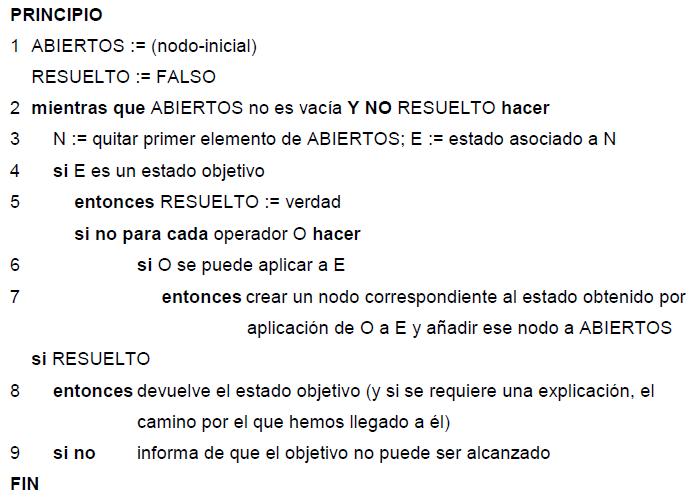 PRINCIPIO
1 ABIERTOS := (nodo-inicial)
RESUELTO := FALSO
2 mientras que ABIERTOS no es vacía Y NO RESUELTO hacer
3 N := quitar primer elemento de ABIERTOS; E := estado asociado a N
4 si E es un estado objetivo
5 entonces RESUELTO := verdad
si no para cada operador O hacer
6 si O se puede aplicar a E
7 entonces crear un nodo correspondiente al estado obtenido por
aplicación de O a E y añadir ese nodo a ABIERTOS
si RESUELTO
8 entonces devuelve el estado objetivo (y si se requiere una explicación, el
camino por el que hemos llegado a él)
9 si no informa de que el objetivo no puede ser alcanzado
FIN